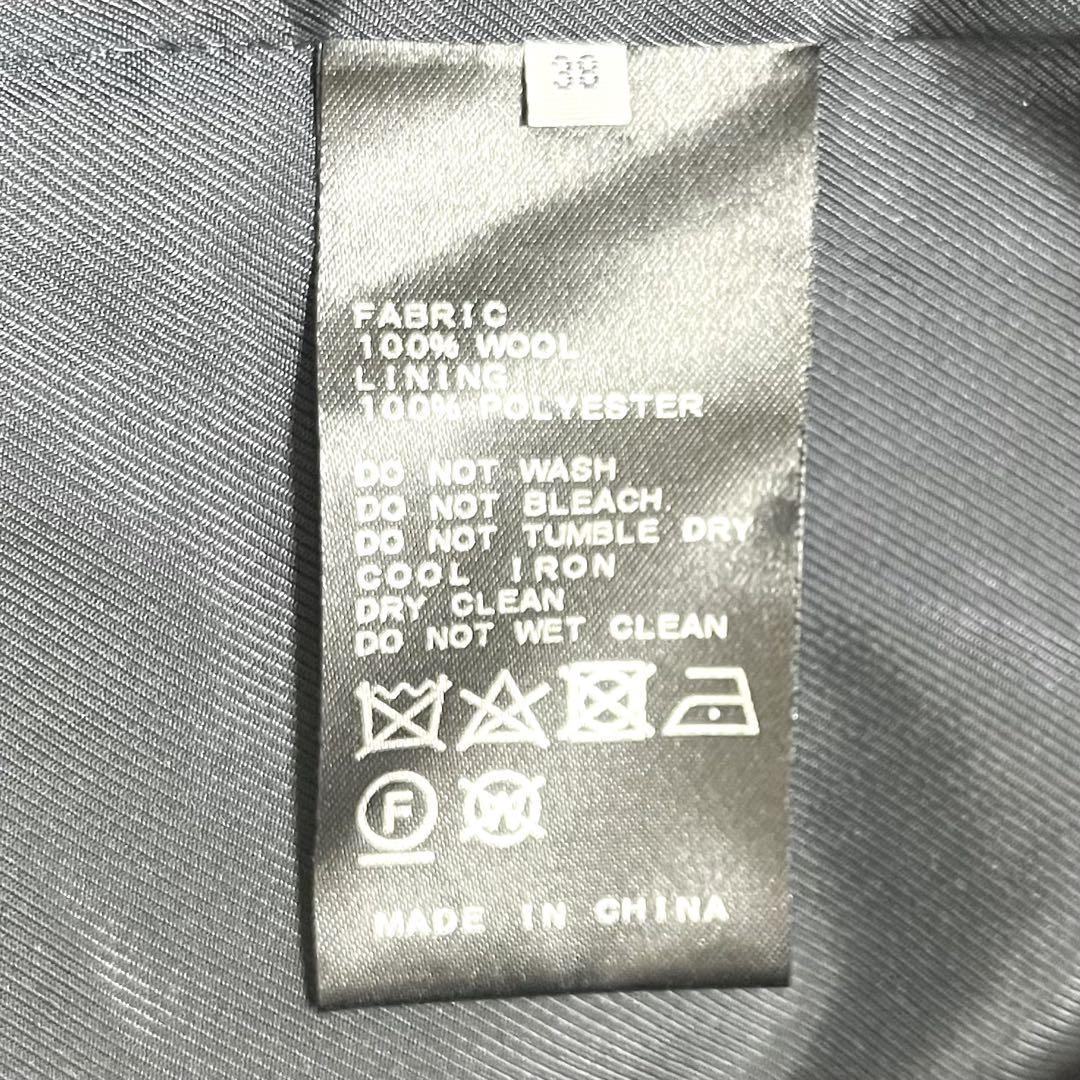 38
FABRIC
100% WOOL
LINING
100% POLYESTER
DO NOT WASH
DO NOT BLEACH.
DO NOT TUMBLE DRY
COOL IRON
DRY CLEAN
DO NOT WET CLEAN
F W
MADE IN CHINA